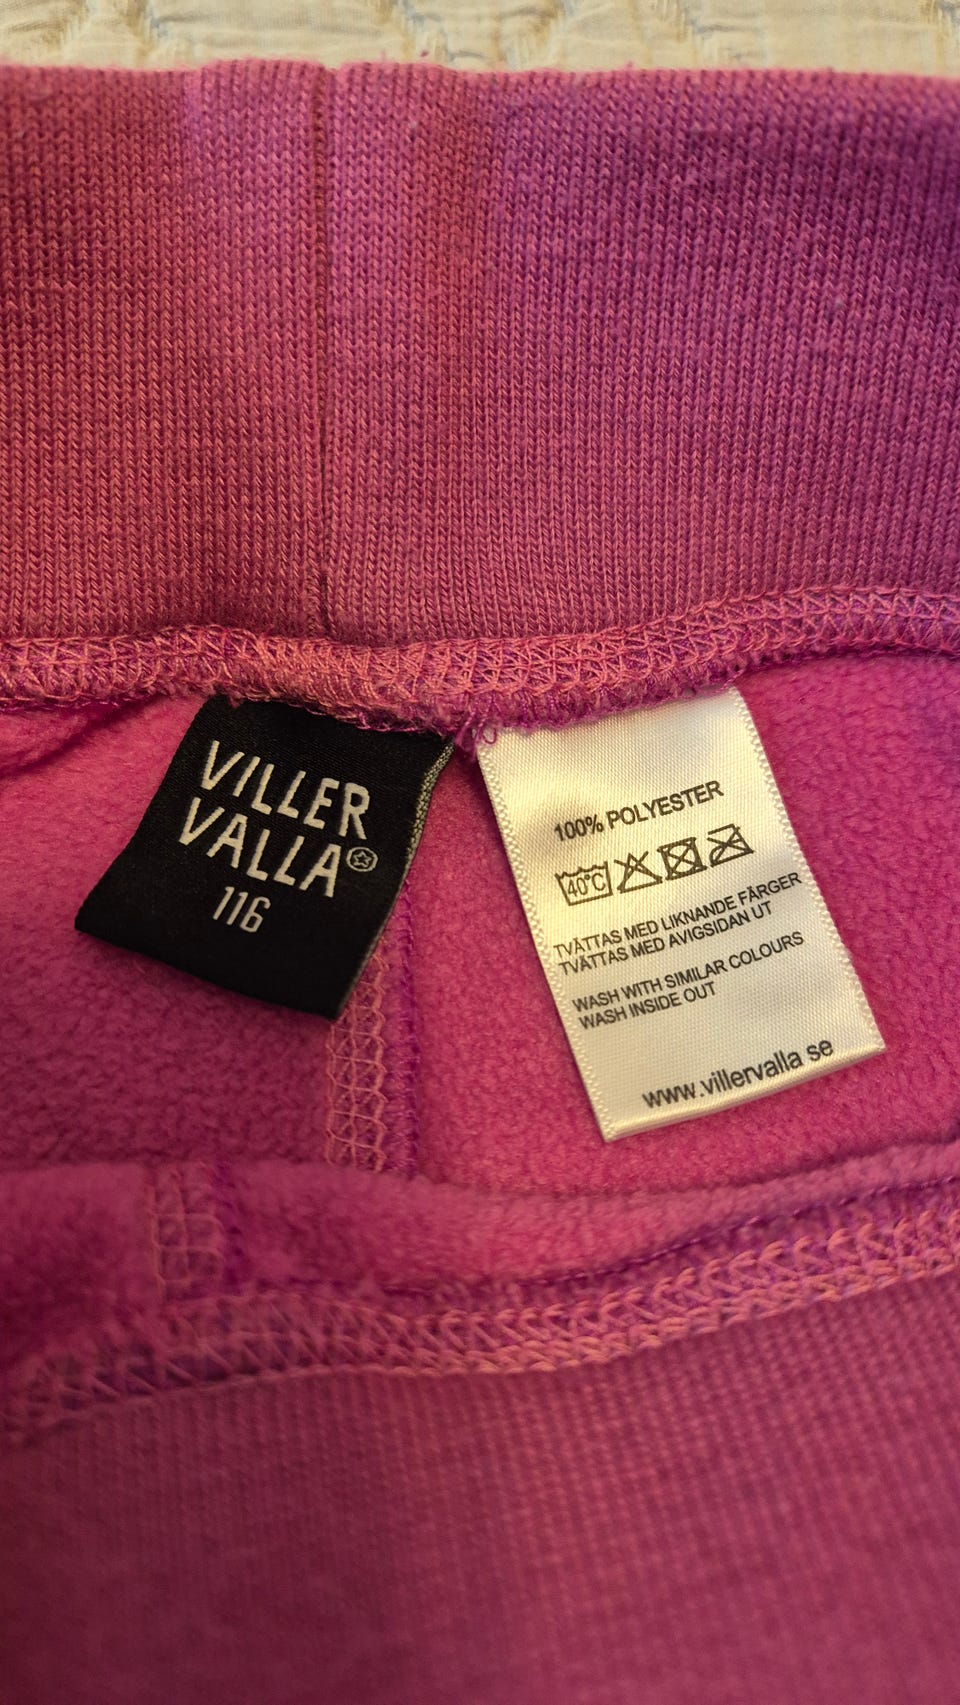 VILLER
VALLA®
116
100% POLYESTER
40°C
TVÄTTAS MED LIKNANDE FÄRGER
TVÄTTAS MED AVIGSIDAN UT
WASH WITH SIMILAR COLOURS
WASH INSIDE OUT
www.villervalla se